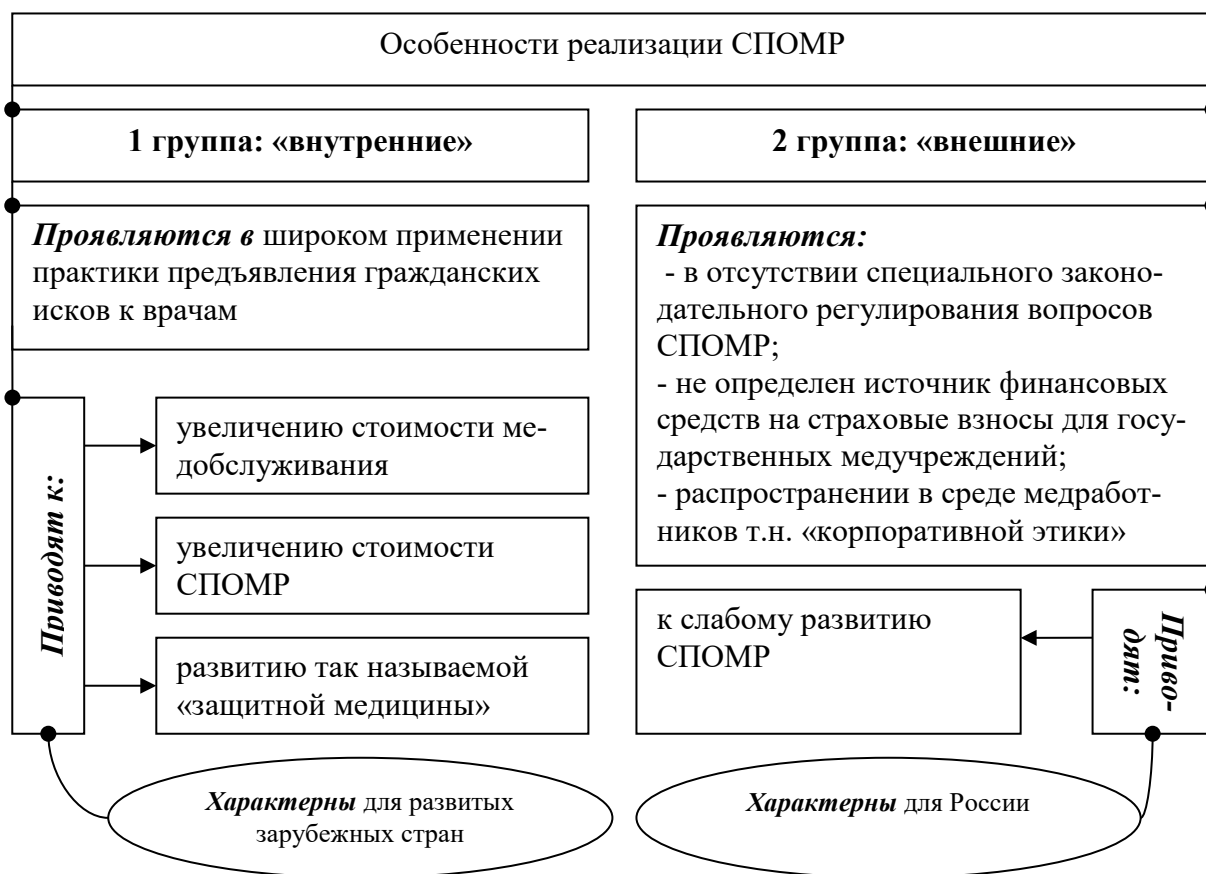 Особенности реализации СПОМР
1 группа: «внутренние»
Проявляются в широком применении
практики предъявления гражданских
исков к врачам
Приводят к:
увеличению стоимости ме-
добслуживания
увеличению стоимости
СПОМР
развитию так называемой
«защитной медицины»
Характерны для развитых
зарубежных стран
2 группа: «внешние»
Проявляются:
- в отсутствии специального законо-
дательного регулирования вопросов
СПОМР;
- не определен источник финансовых
средств на страховые взносы для госу-
дарственных медучреждений;
- распространении в среде медработ-
ников т.н. «корпоративной этики»
Приво-
дят:
к слабому развитию
СПОМР
Характерны для России